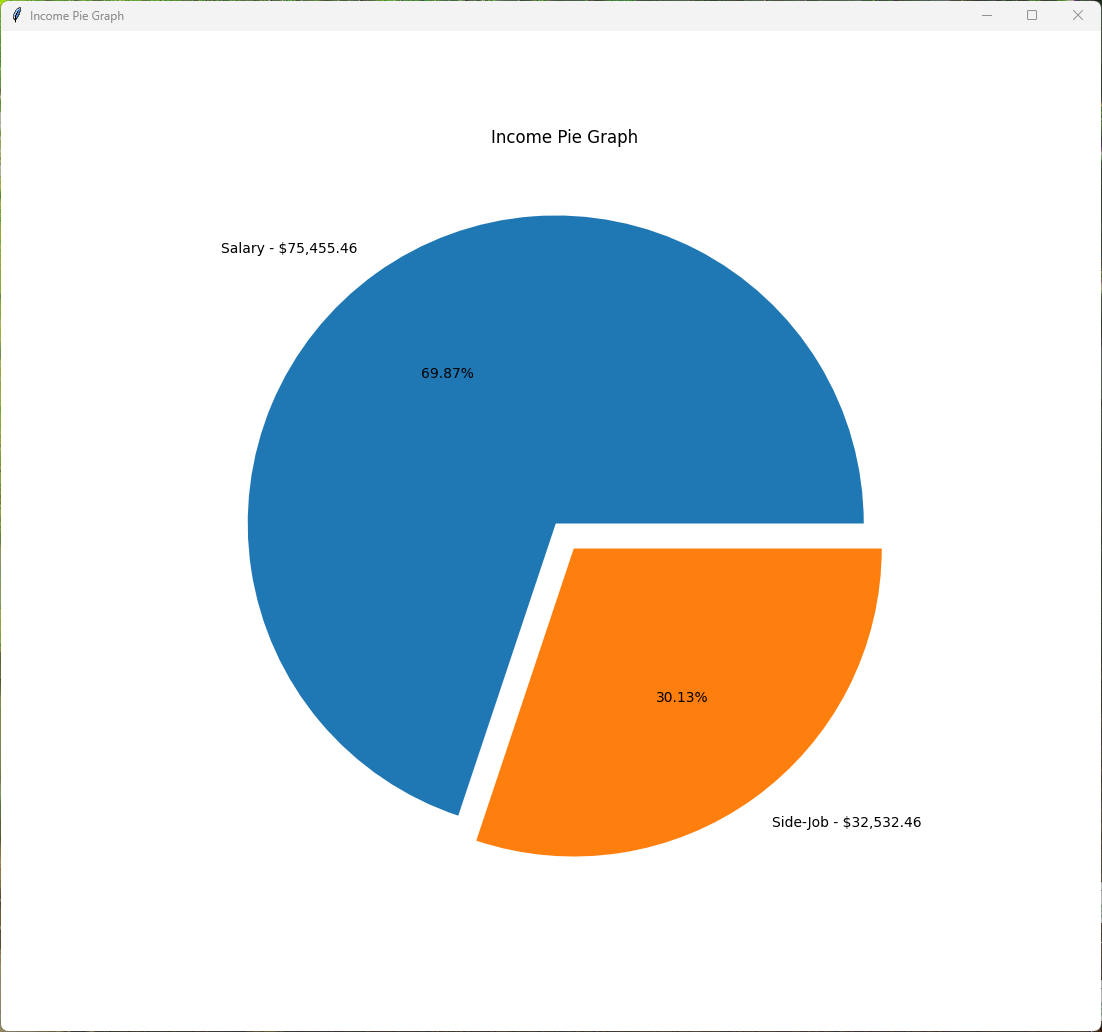 Income Pie Graph
Income Pie Graph
Salary - $75,455.46
69.87%
30.13%
Side-Job - $32,532.46